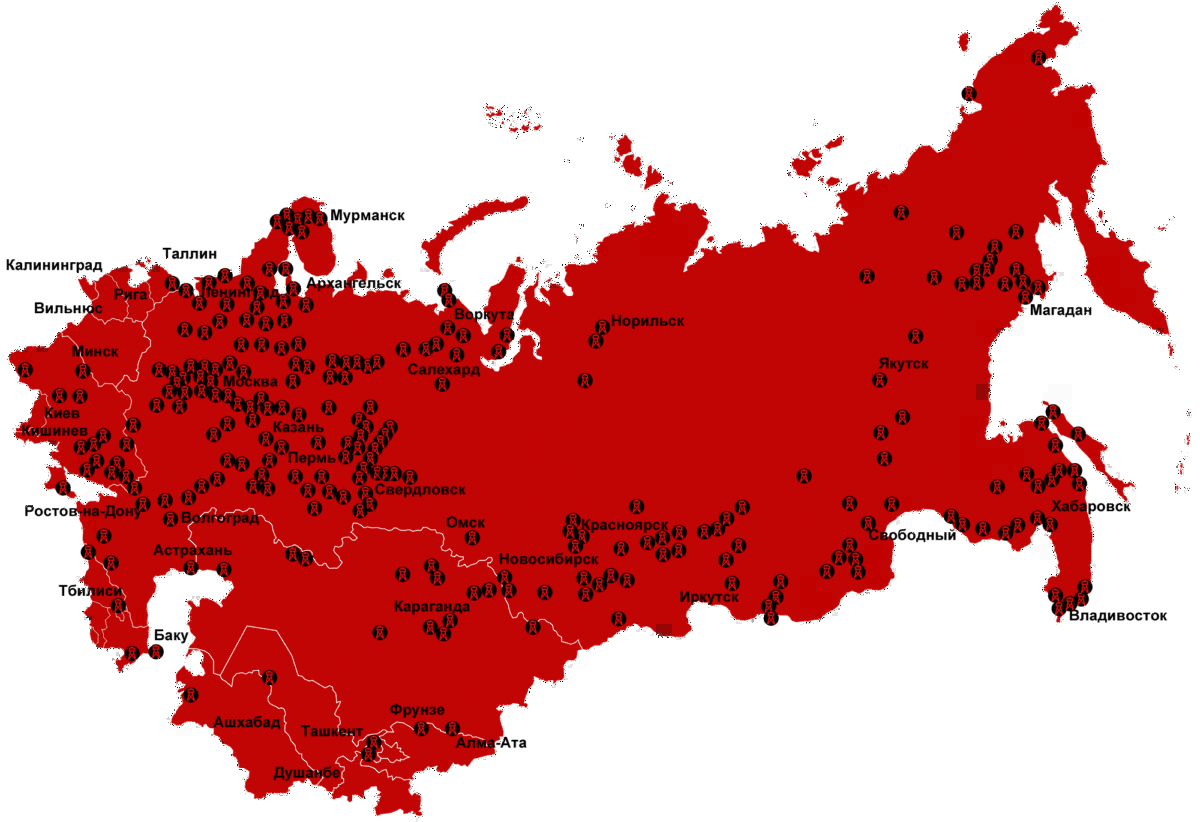 Мурманск
Таллин
Калининград
Архангельск
Ленинград
Рига
Вильнюс
Воркута
Норильск
Магадан
Минск
Якутск
Салехард
Москва
Киев
Казань
Кишинев
Пермь
Свердловск
Хабаровск
Ростов-на-Дону
Волгоград
Омск
Красноярск
Свободный
Астрахань
Новосибирск
Тбилиси
Иркутск
Караганда
Владивосток
Баку
Фрунзе
Ашхабад
Ташкент
Алма-Ата
Душанбе